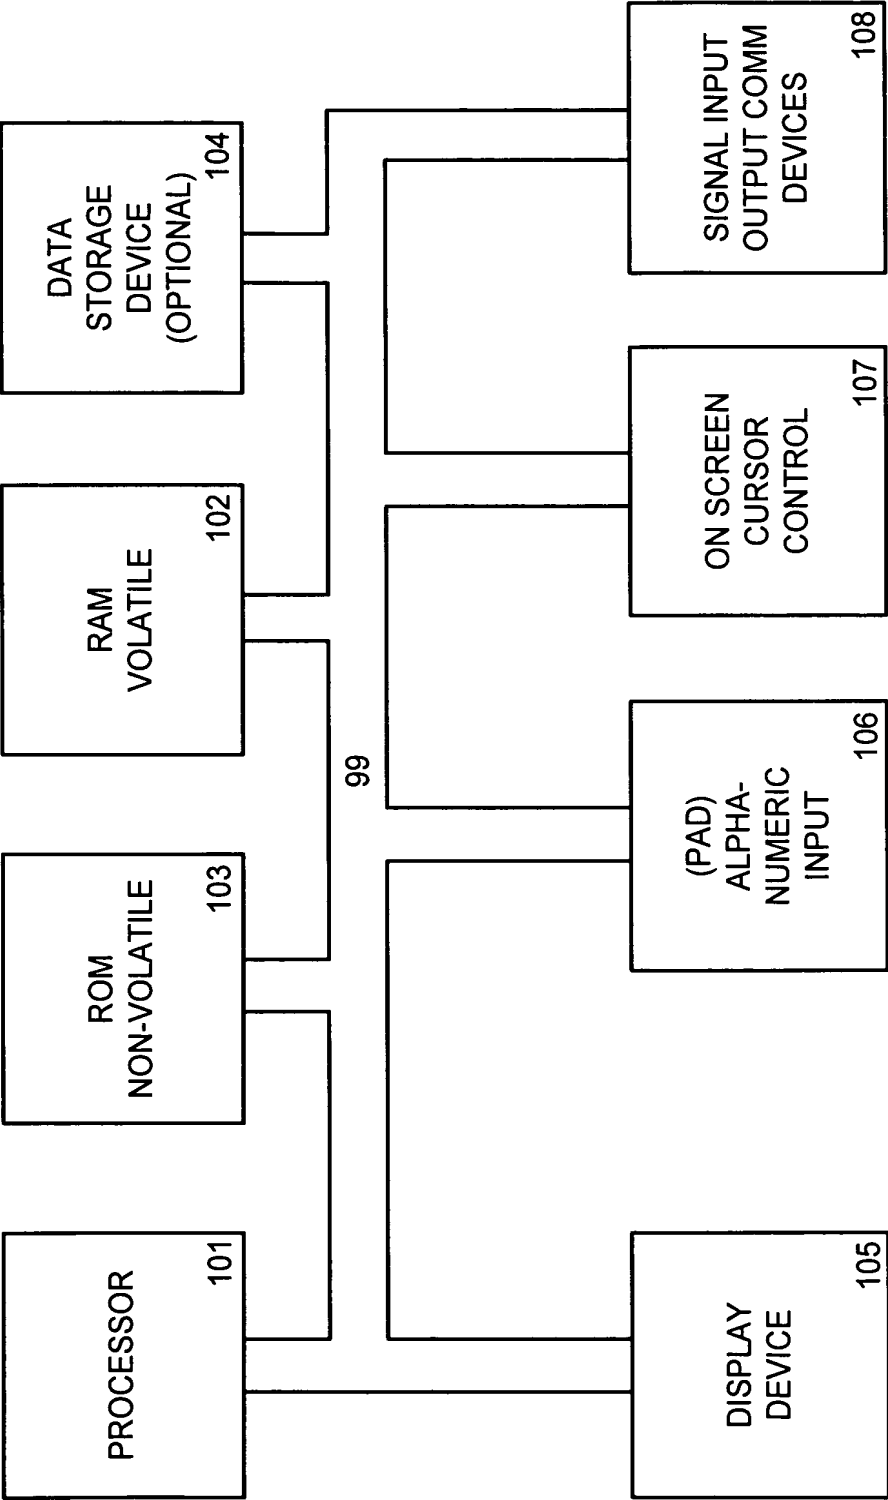 PROCESSOR
101
ROM
NON-VOLATILE
103
RAM
VOLATILE
102
DATA
STORAGE
DEVICE
(OPTIONAL)
104
99
DISPLAY
DEVICE
105
(PAD)
ALPHA-
NUMERIC
INPUT
106
ON SCREEN
CURSOR
CONTROL
107
SIGNAL INPUT
OUTPUT COMM
DEVICES
108